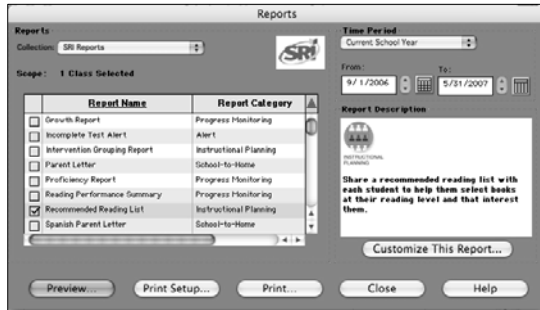 Reports
Reports
Collection: SRI Reports
SRI
Scope: 1 Class Selected
Report Name Report Category
Growth Report Progress Monitoring
Incomplete Test Alert Alert
Intervention Grouping Report Instructional Planning
Parent Letter School-to-Home
Proficiency Report Progress Monitoring
Reading Performance Summary Progress Monitoring
Recommended Reading List Instructional Planning
Spanish Parent Letter School-to-Home
Time Period
Current School Year
From: To:
9/1/2006 5/31/2007
Report Description
INSTRUCTIONAL
PLANNING
Share a recommended reading list with
each student to help them select books
at their reading level and that interest
them.
Customize This Report...
Preview... Print Setup... Print... Close Help